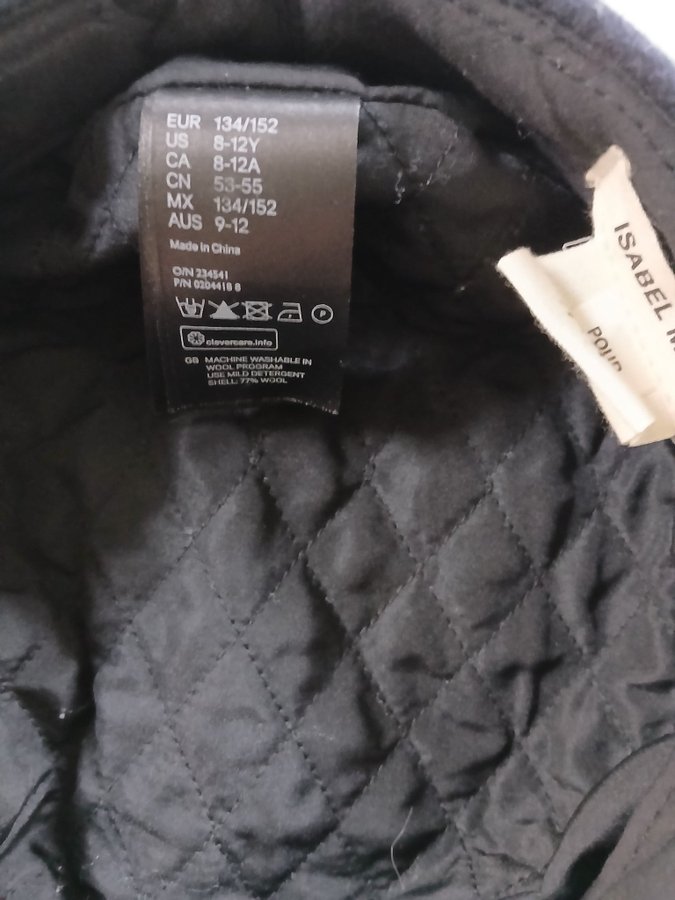 EUR 134/152
US 8-12Y
CA 8-12A
CN 53-55
MX 134/152
AUS 9-12
Made in China
O/N 234541
P/N 0204418 8
P
clevercare.info
GB MACHINE WASHABLE IN
WOOL PROGRAM
USE MILD DETERGENT
SHELL: 77% WOOL
ISABEL
POUR